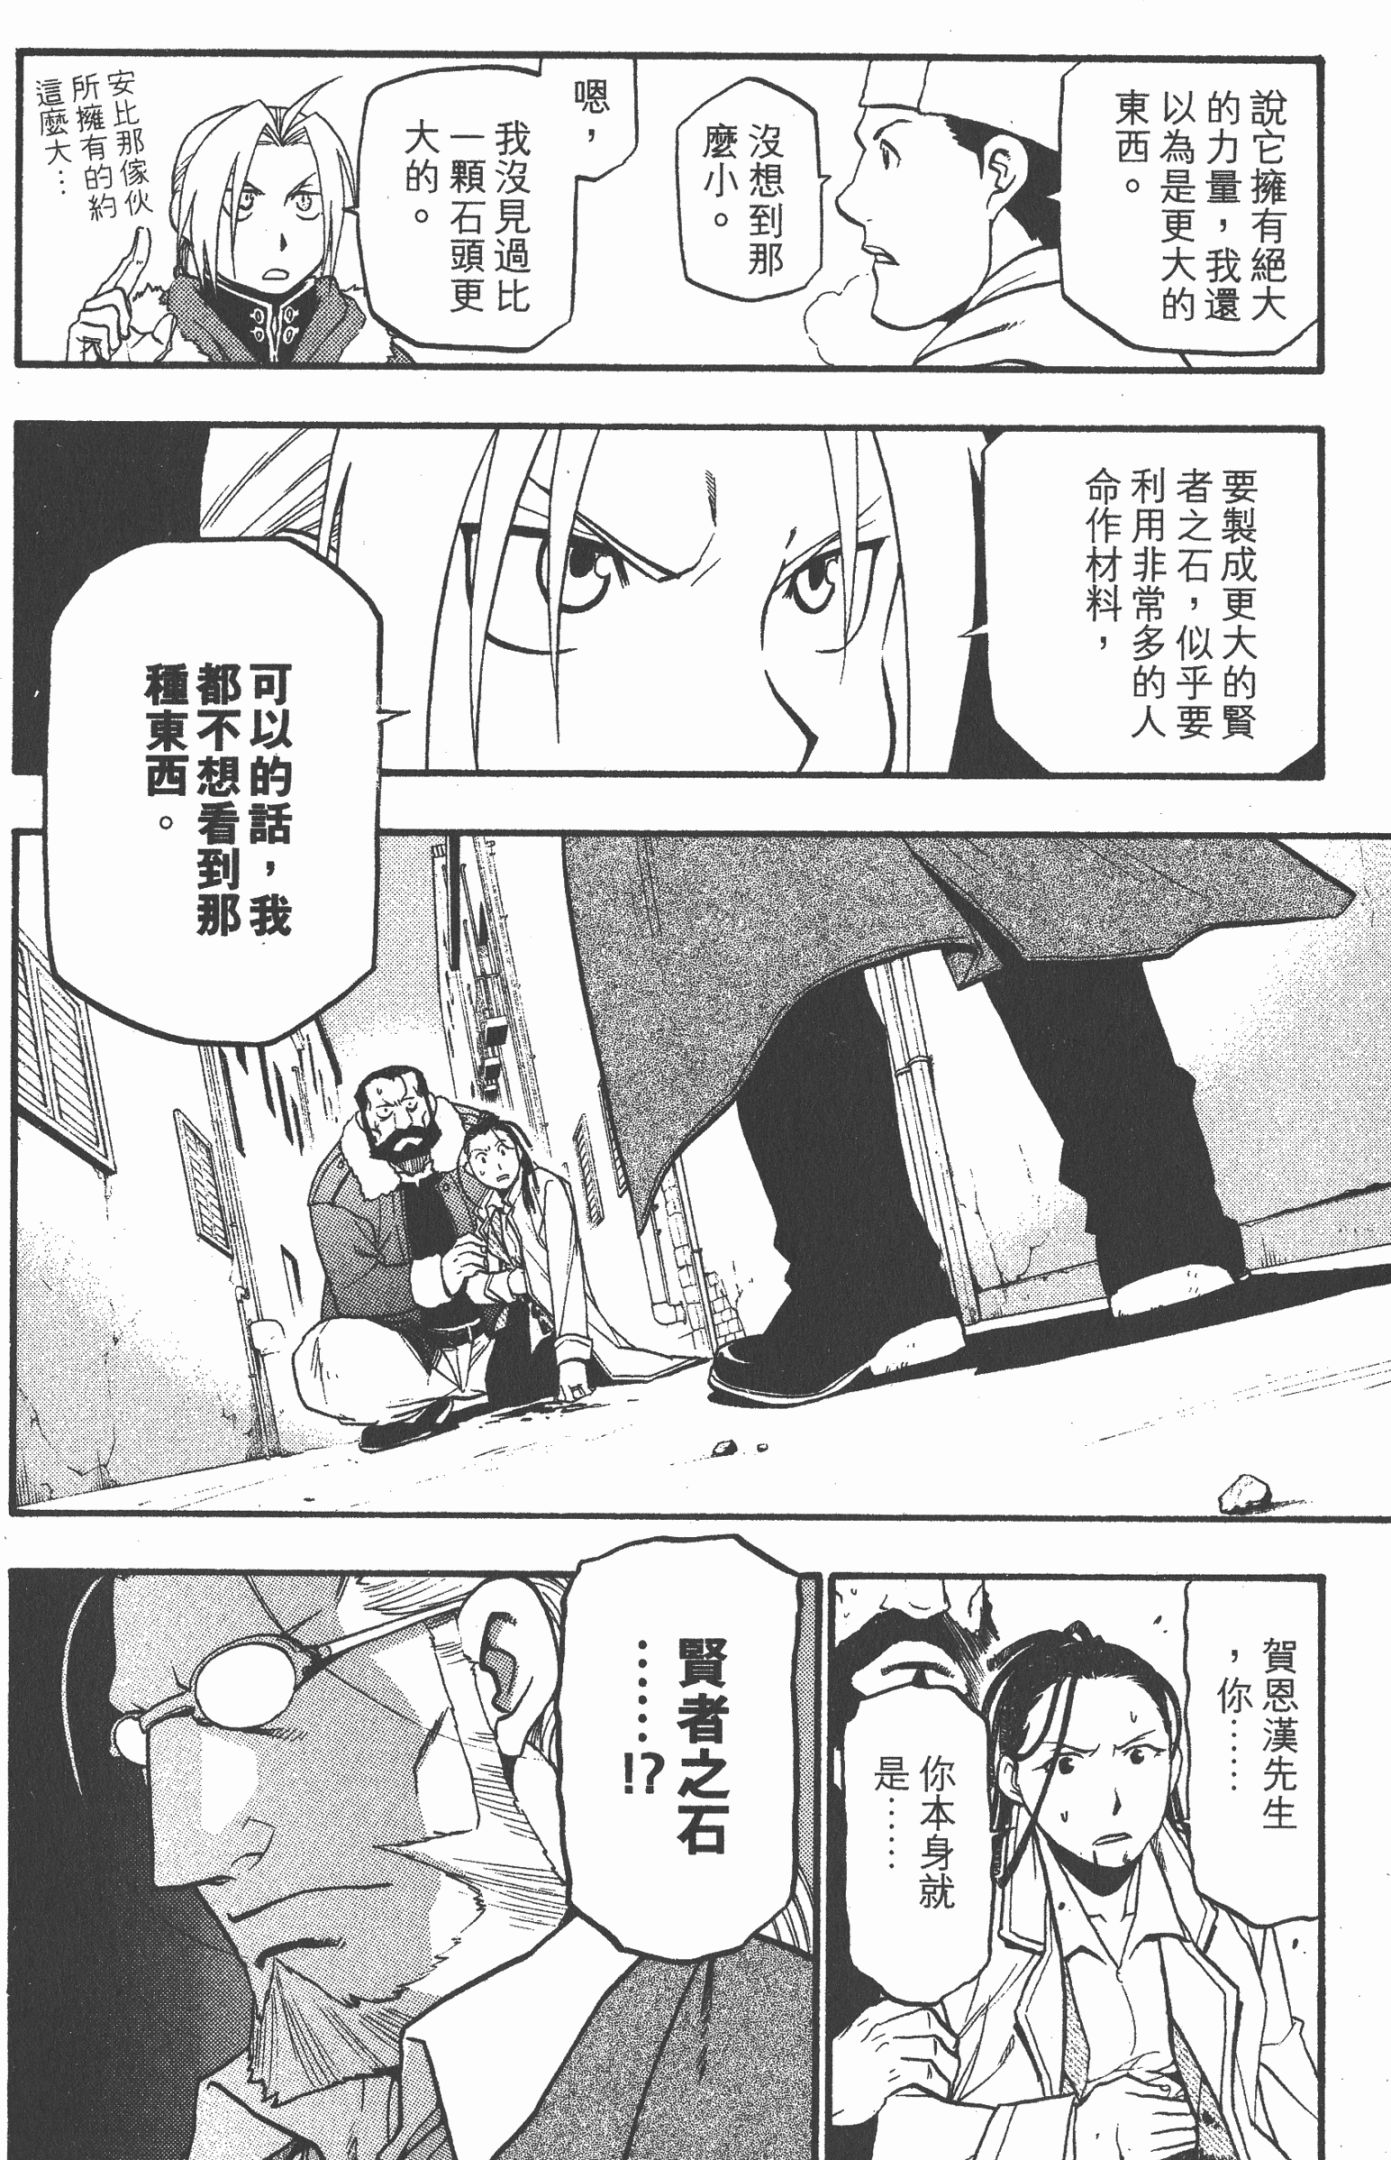 說它擁有絕大
的力量，我還
以為是更大的
東西。
沒想到那
麼小。
嗯，
我沒見過比
一顆石頭更
大的。
安比那傢伙
所擁有的約
這麼大…
要製成更大的賢
者之石，似乎要
利用非常多的人
命作材料，
可以的話，我
都不想看到那
種東西。
賀恩漢先生
，你……
你本身就
是……
賢者之石
……!?